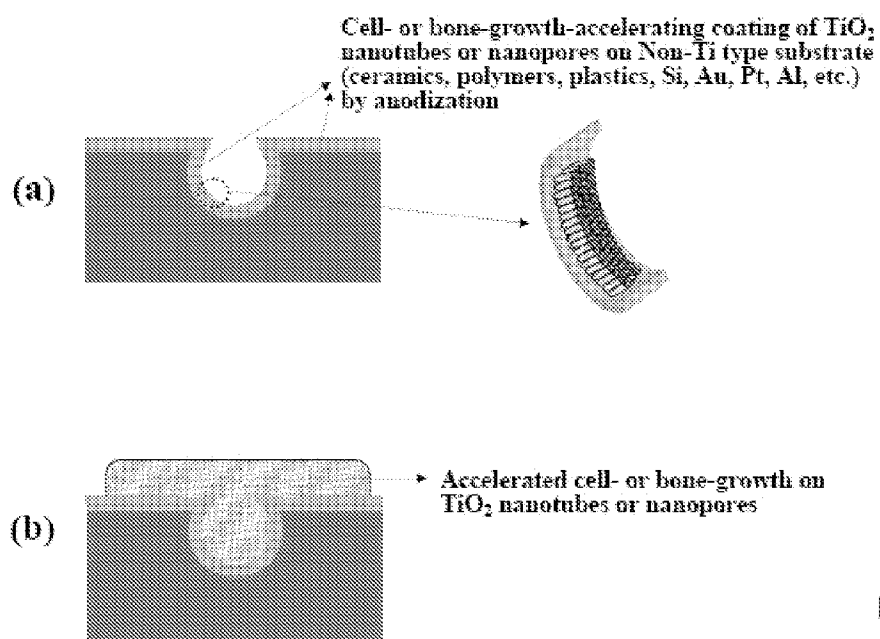 Cell- or bone-growth-accelerating coating of TiO₂
nanotubes or nanopores on Non-Ti type substrate
(ceramics, polymers, plastics, Si, Au, Pt, Al, etc.)
by anodization
(a)
Accelerated cell- or bone-growth on
TiO₂ nanotubes or nanopores
(b)